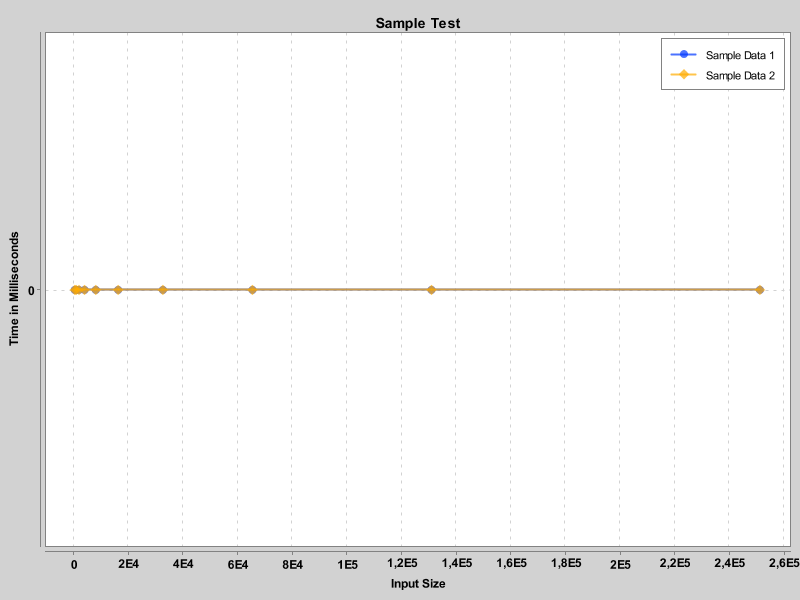 Sample Test
Sample Data 1
Sample Data 2
Time in Milliseconds
0
0 2E4 4E4 6E4 8E4 1E5 1,2E5 1,4E5 1,6E5 1,8E5 2E5 2,2E5 2,4E5 2,6E5
Input Size